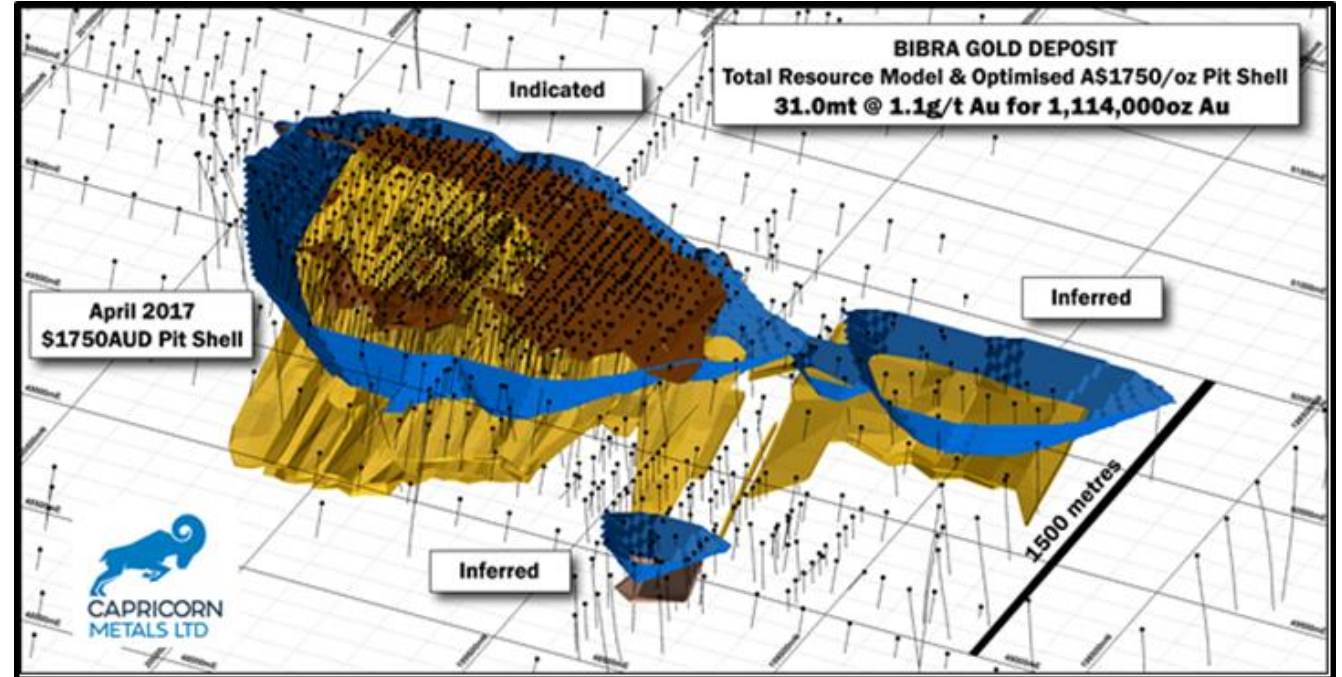 BIBRA GOLD DEPOSIT
Total Resource Model & Optimised A$1750/oz Pit Shell
31.0mt @ 1.1g/t Au for 1,114,000oz Au
Indicated
Inferred
April 2017
$1750AUD Pit Shell
1500 metres
Inferred
CAPRICORN
METALS LTD